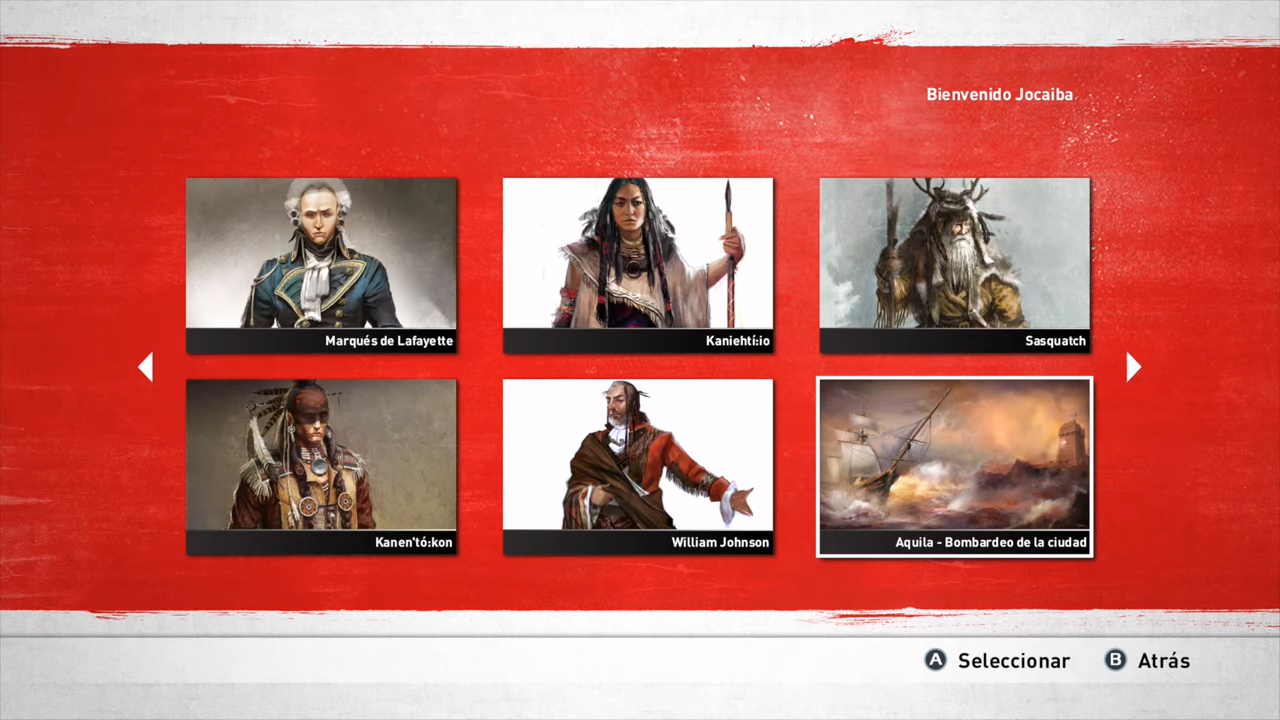 Bienvenido Jocaiba
Marqués de Lafayette
Kaniehtí:io
Sasquatch
Kanen'tó:kon
William Johnson
Aquila - Bombardeo de la ciudad
A Seleccionar
B Atrás